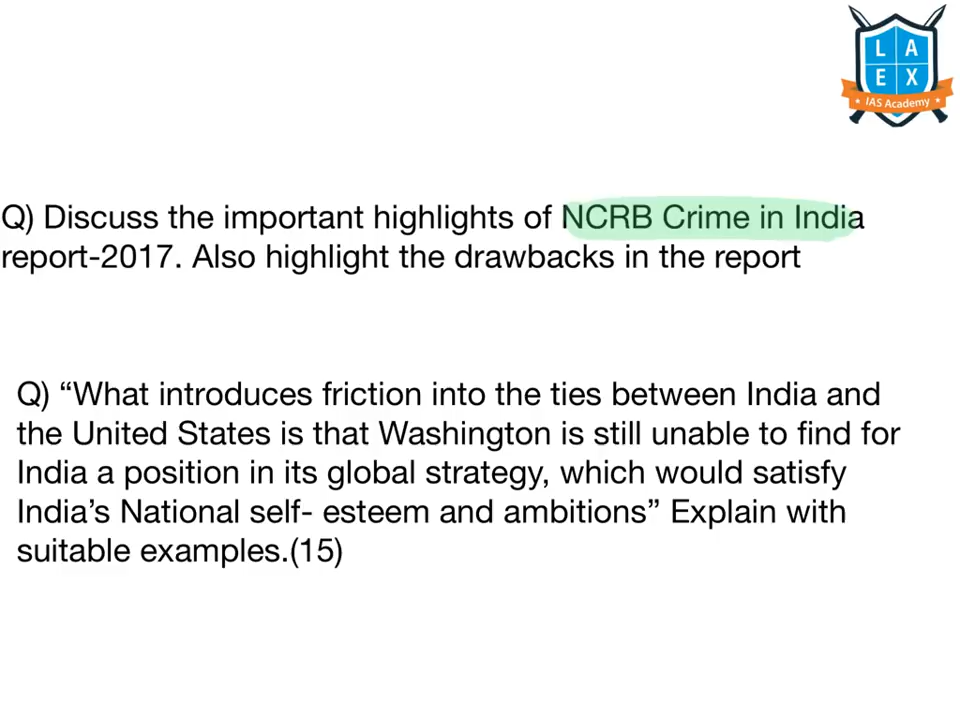 L A
E X
IAS Academy
Q) Discuss the important highlights of NCRB Crime in India
report-2017. Also highlight the drawbacks in the report
Q) “What introduces friction into the ties between India and
the United States is that Washington is still unable to find for
India a position in its global strategy, which would satisfy
India’s National self- esteem and ambitions” Explain with
suitable examples.(15)